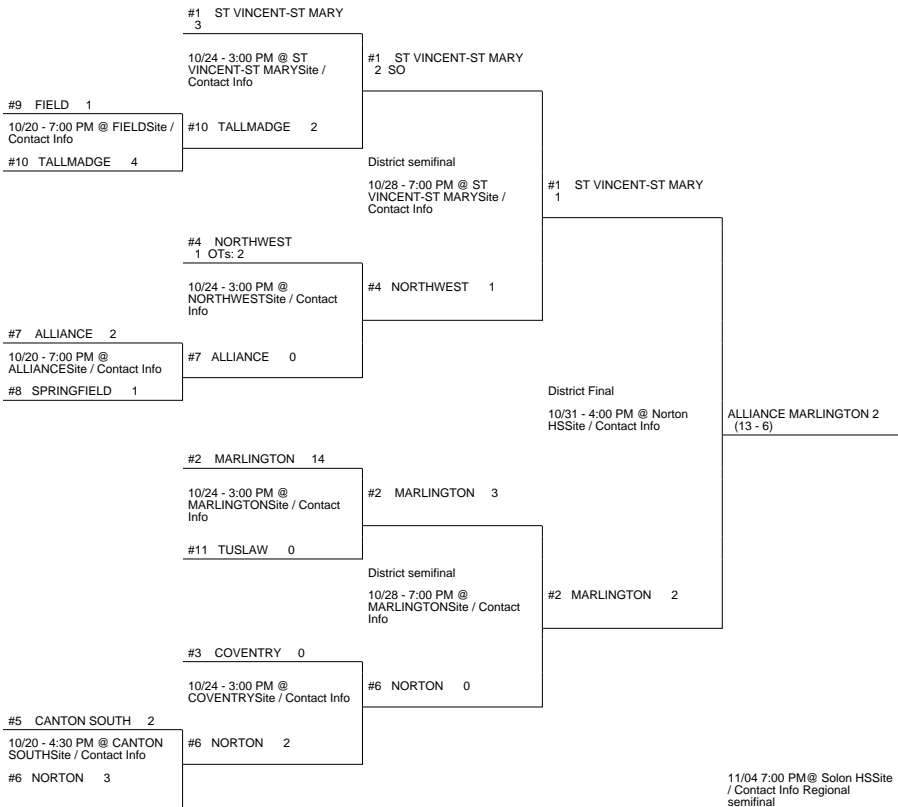 #1 ST VINCENT-ST MARY
3
10/24 - 3:00 PM @ ST
VINCENT-ST MARYSite /
Contact Info
#1 ST VINCENT-ST MARY
2 SO
#9 FIELD 1
10/20 - 7:00 PM @ FIELDSite /
Contact Info
#10 TALLMADGE 2
#10 TALLMADGE 4
District semifinal
10/28 - 7:00 PM @ ST
VINCENT-ST MARYSite /
Contact Info
#1 ST VINCENT-ST MARY
1
#4 NORTHWEST
1 OTs: 2
10/24 - 3:00 PM @
NORTHWESTSite / Contact
Info
#4 NORTHWEST 1
#7 ALLIANCE 2
10/20 - 7:00 PM @
ALLIANCESite / Contact Info
#7 ALLIANCE 0
#8 SPRINGFIELD 1
District Final
10/31 - 4:00 PM @ Norton
HSSite / Contact Info
ALLIANCE MARLINGTON 2
(13 - 6)
#2 MARLINGTON 14
10/24 - 3:00 PM @
MARLINGTONSite / Contact
Info
#2 MARLINGTON 3
#11 TUSLAW 0
District semifinal
10/28 - 7:00 PM @
MARLINGTONSite / Contact
Info
#2 MARLINGTON 2
#3 COVENTRY 0
10/24 - 3:00 PM @
COVENTRYSite / Contact Info
#6 NORTON 0
#5 CANTON SOUTH 2
10/20 - 4:30 PM @ CANTON
SOUTHSite / Contact Info
#6 NORTON 2
#6 NORTON 3
11/04 7:00 PM@ Solon HSSite
/ Contact Info Regional
semifinal